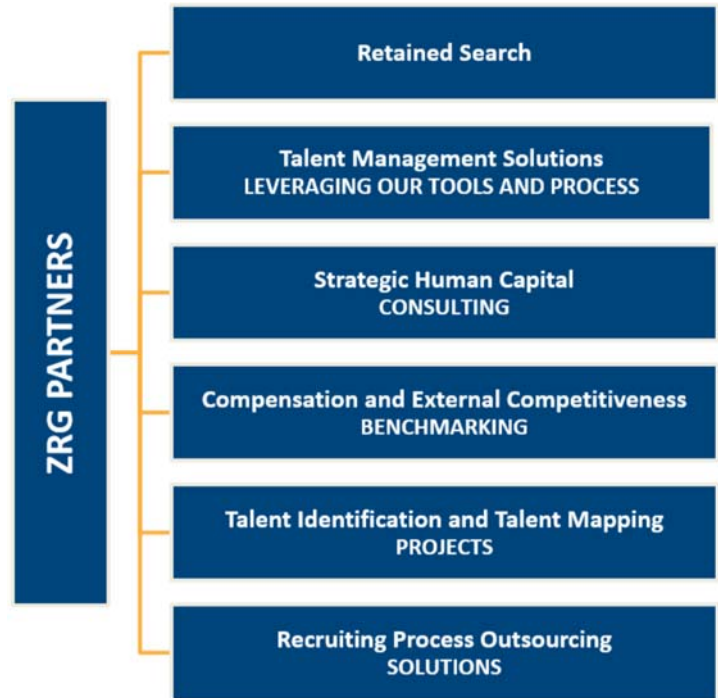 ZRG PARTNERS
Retained Search
Talent Management Solutions
LEVERAGING OUR TOOLS AND PROCESS
Strategic Human Capital
CONSULTING
Compensation and External Competitiveness
BENCHMARKING
Talent Identification and Talent Mapping
PROJECTS
Recruiting Process Outsourcing
SOLUTIONS